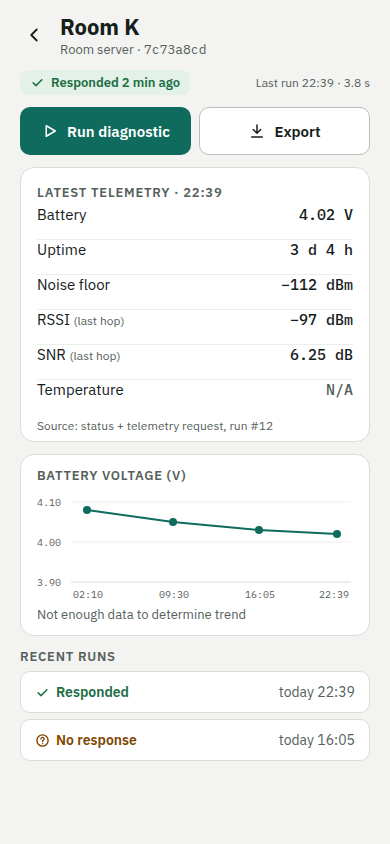 Room K
Room server · 7c73a8cd
Responded 2 min ago
Last run 22:39 · 3.8 s
Run diagnostic
Export
LATEST TELEMETRY · 22:39
Battery 4.02 V
Uptime 3 d 4 h
Noise floor −112 dBm
RSSI (last hop) −97 dBm
SNR (last hop) 6.25 dB
Temperature N/A
Source: status + telemetry request, run #12
BATTERY VOLTAGE (V)
4.10
4.00
3.90
02:10 09:30 16:05 22:39
Not enough data to determine trend
RECENT RUNS
Responded today 22:39
No response today 16:05